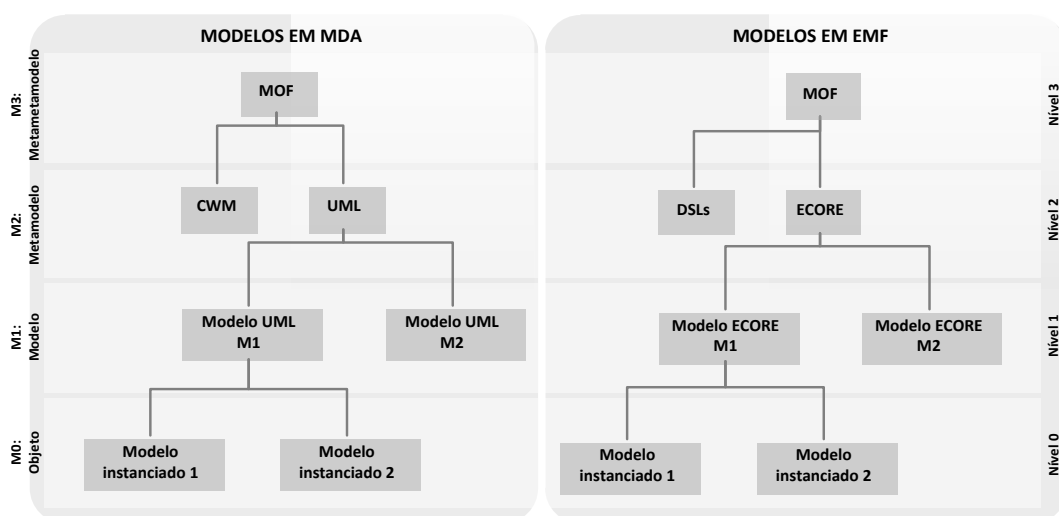 MODELOS EM MDA
MODELOS EM EMF
M3:
Metametamodelo
MOF
MOF
Nível 3
M2:
Metamodelo
CWM
UML
DSLs
ECORE
Nível 2
M1:
Modelo
Modelo UML
M1
Modelo UML
M2
Modelo ECORE
M1
Modelo ECORE
M2
Nível 1
M0:
Objeto
Modelo
instanciado 1
Modelo
instanciado 2
Modelo
instanciado 1
Modelo
instanciado 2
Nível 0